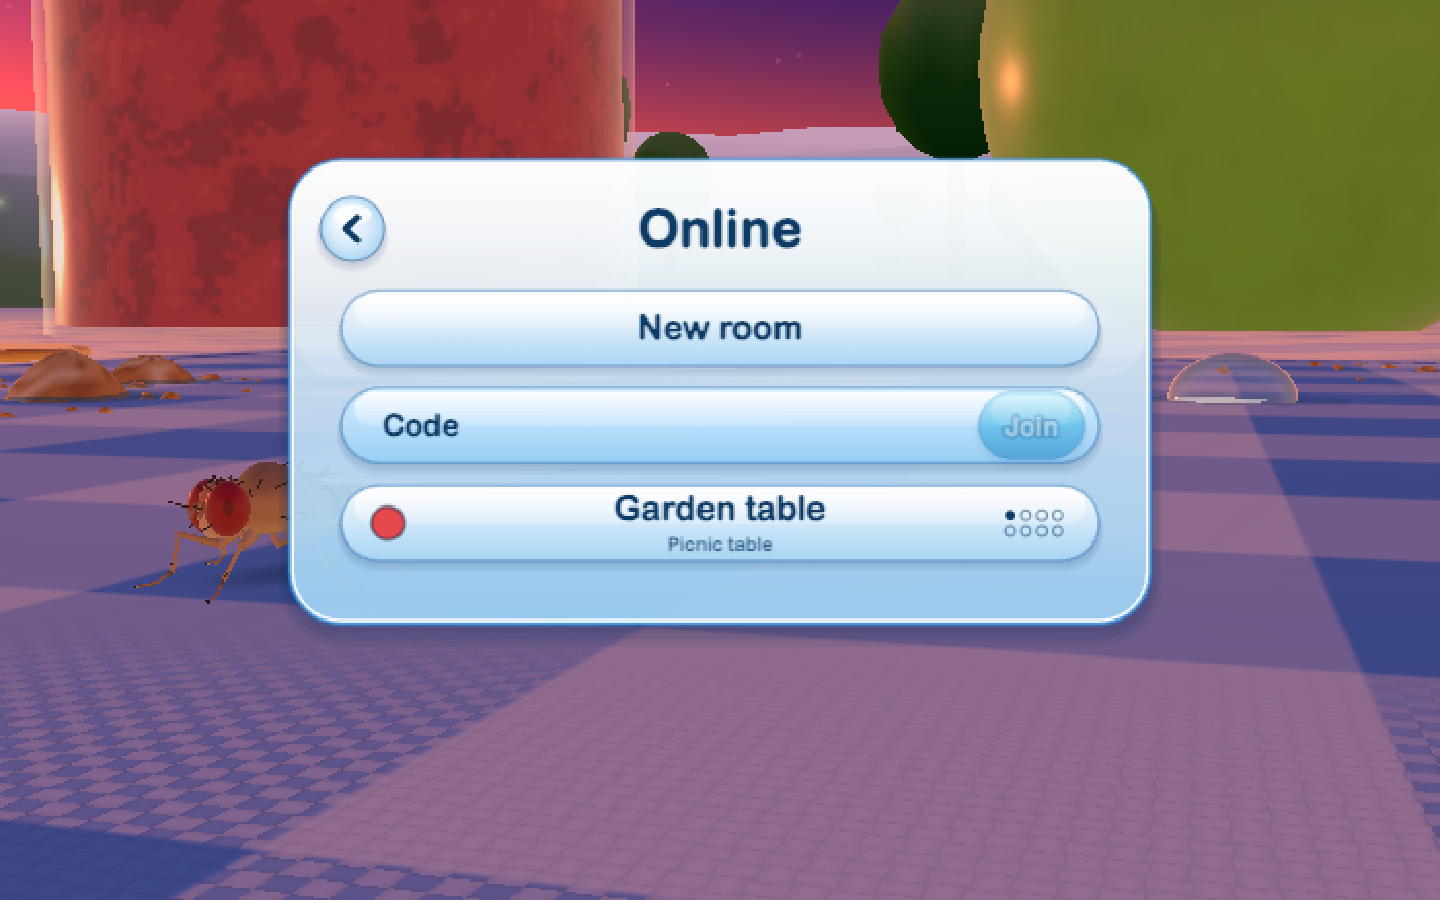 Online
New room
Code
Join
Garden table
Picnic table